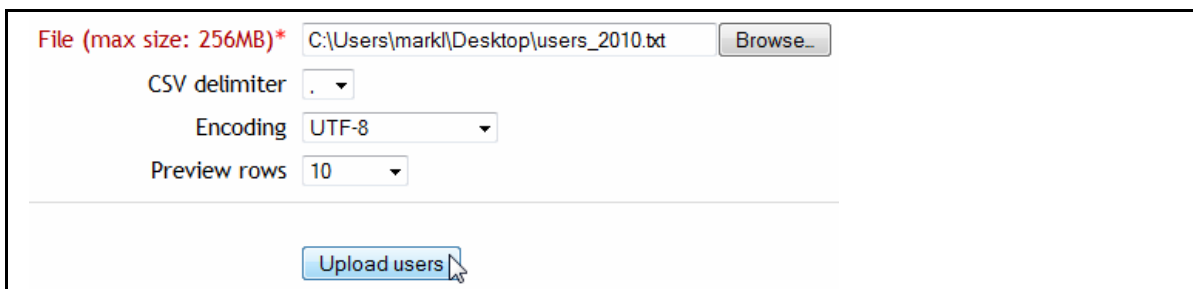 File (max size: 256MB)* C:\Users\markl\Desktop\users_2010.txt Browse...
CSV delimiter ,
Encoding UTF-8
Preview rows 10
Upload users